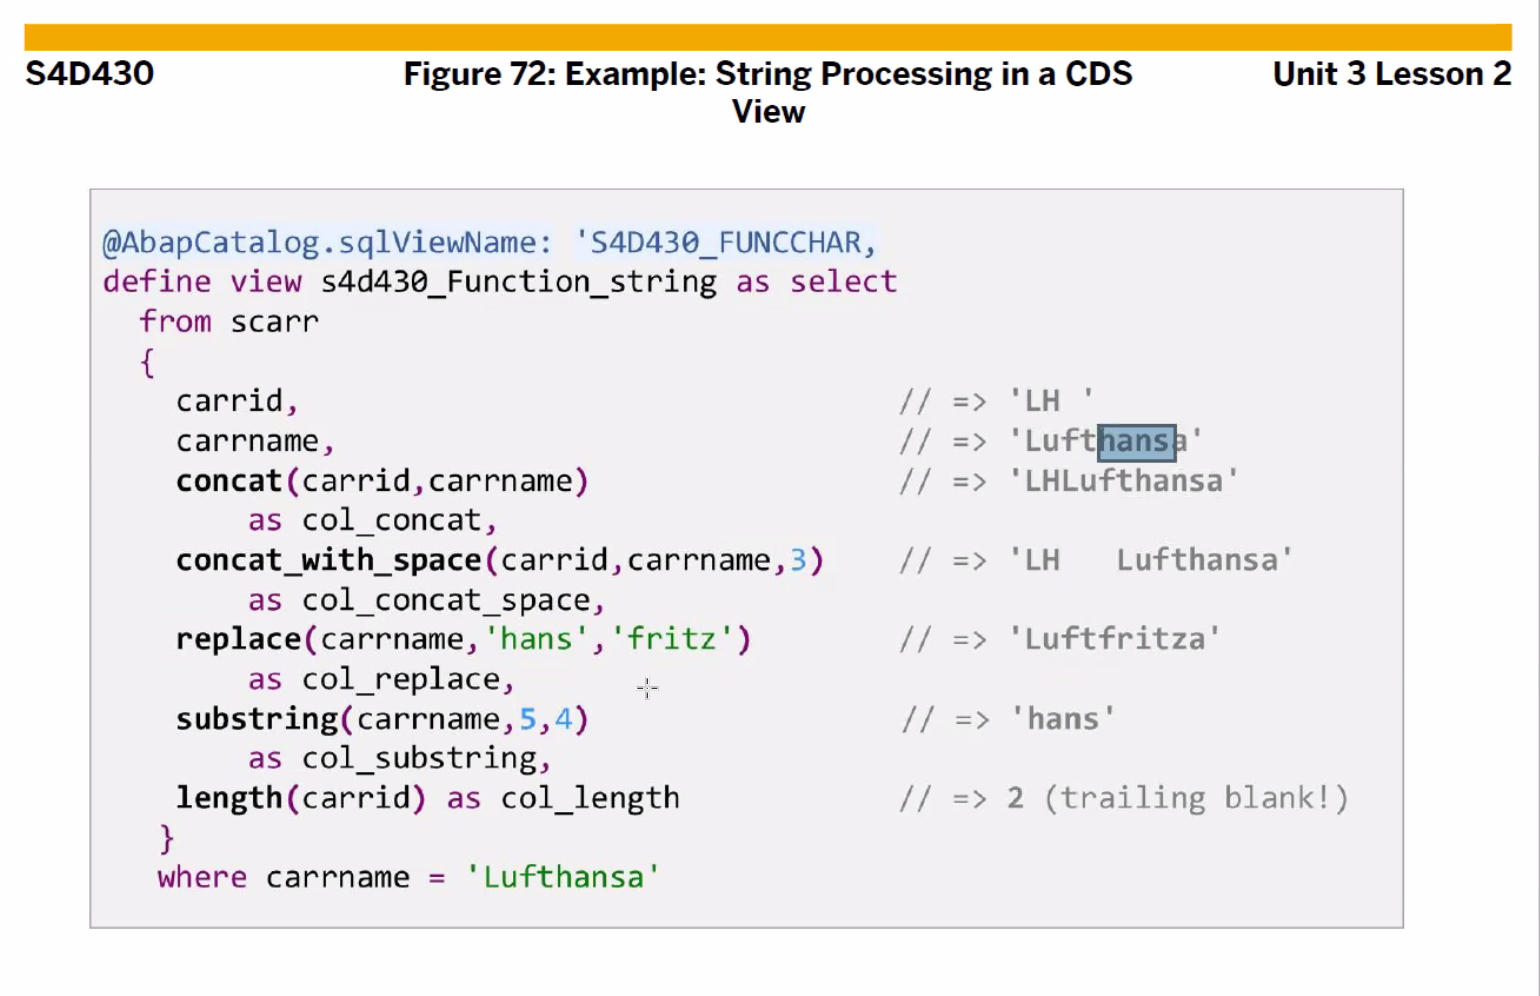 S4D430 Figure 72: Example: String Processing in a CDS Unit 3 Lesson 2
View
@AbapCatalog.sqlViewName: 'S4D430_FUNCCHAR,
define view s4d430_Function_string as select
from scarr
{
carrid, // => 'LH '
carrname, // => 'Lufthansa'
concat(carrid,carrname) // => 'LHLufthansa'
as col_concat,
concat_with_space(carrid,carrname,3) // => 'LH   Lufthansa'
as col_concat_space,
replace(carrname,'hans','fritz') // => 'Luftfritza'
as col_replace,
substring(carrname,5,4) // => 'hans'
as col_substring,
length(carrid) as col_length // => 2 (trailing blank!)
}
where carrname = 'Lufthansa'